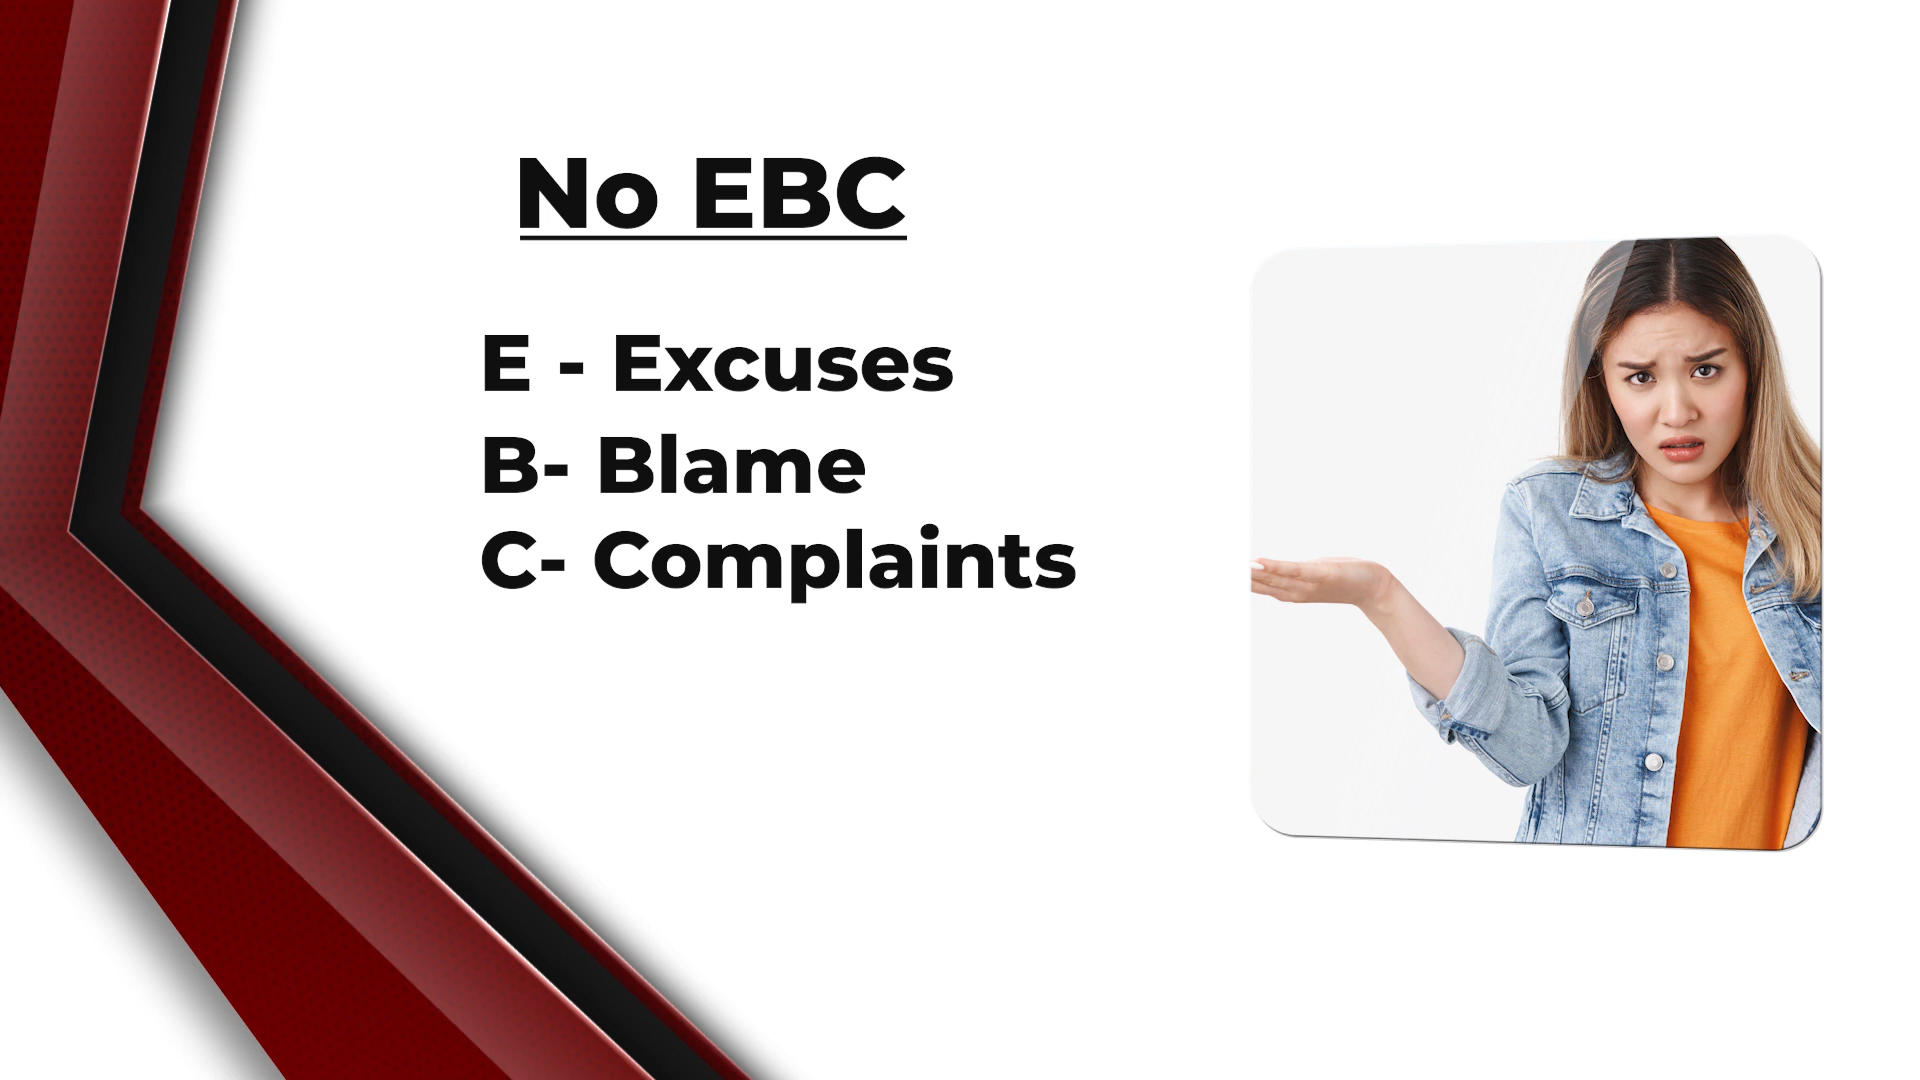 No EBC
E - Excuses
B- Blame
C- Complaints